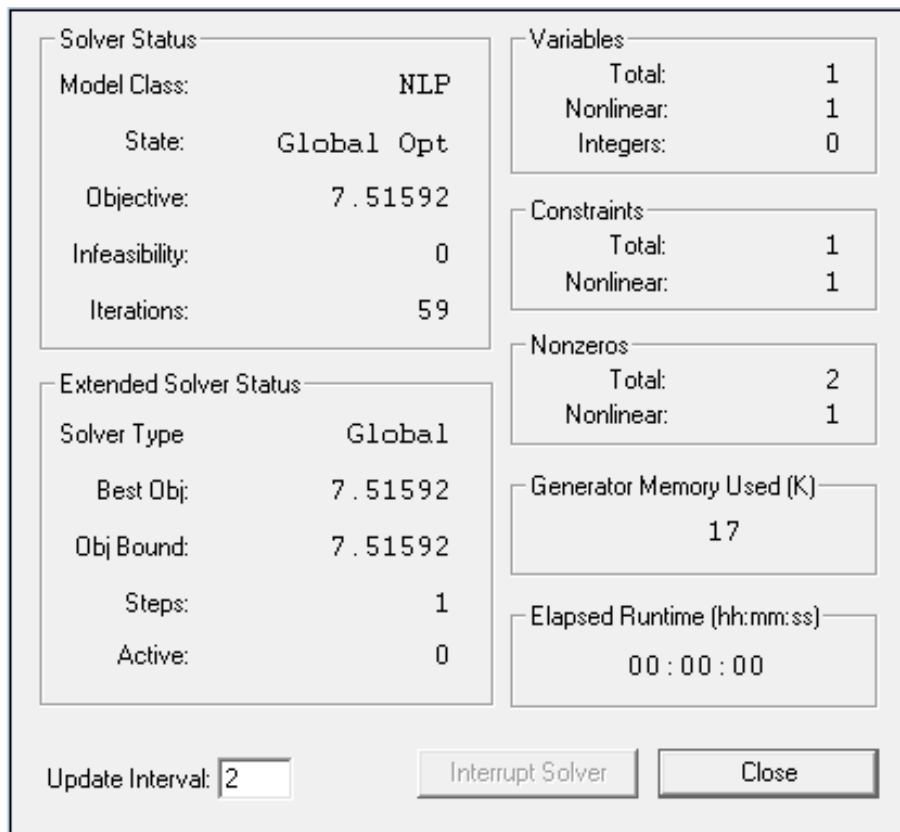 Solver Status
Model Class: NLP
State: Global Opt
Objective: 7.51592
Infeasibility: 0
Iterations: 59
Extended Solver Status
Solver Type Global
Best Obj: 7.51592
Obj Bound: 7.51592
Steps: 1
Active: 0
Variables
Total: 1
Nonlinear: 1
Integers: 0
Constraints
Total: 1
Nonlinear: 1
Nonzeros
Total: 2
Nonlinear: 1
Generator Memory Used (K)
17
Elapsed Runtime (hh:mm:ss)
00:00:00
Update Interval: 2
Interrupt Solver
Close